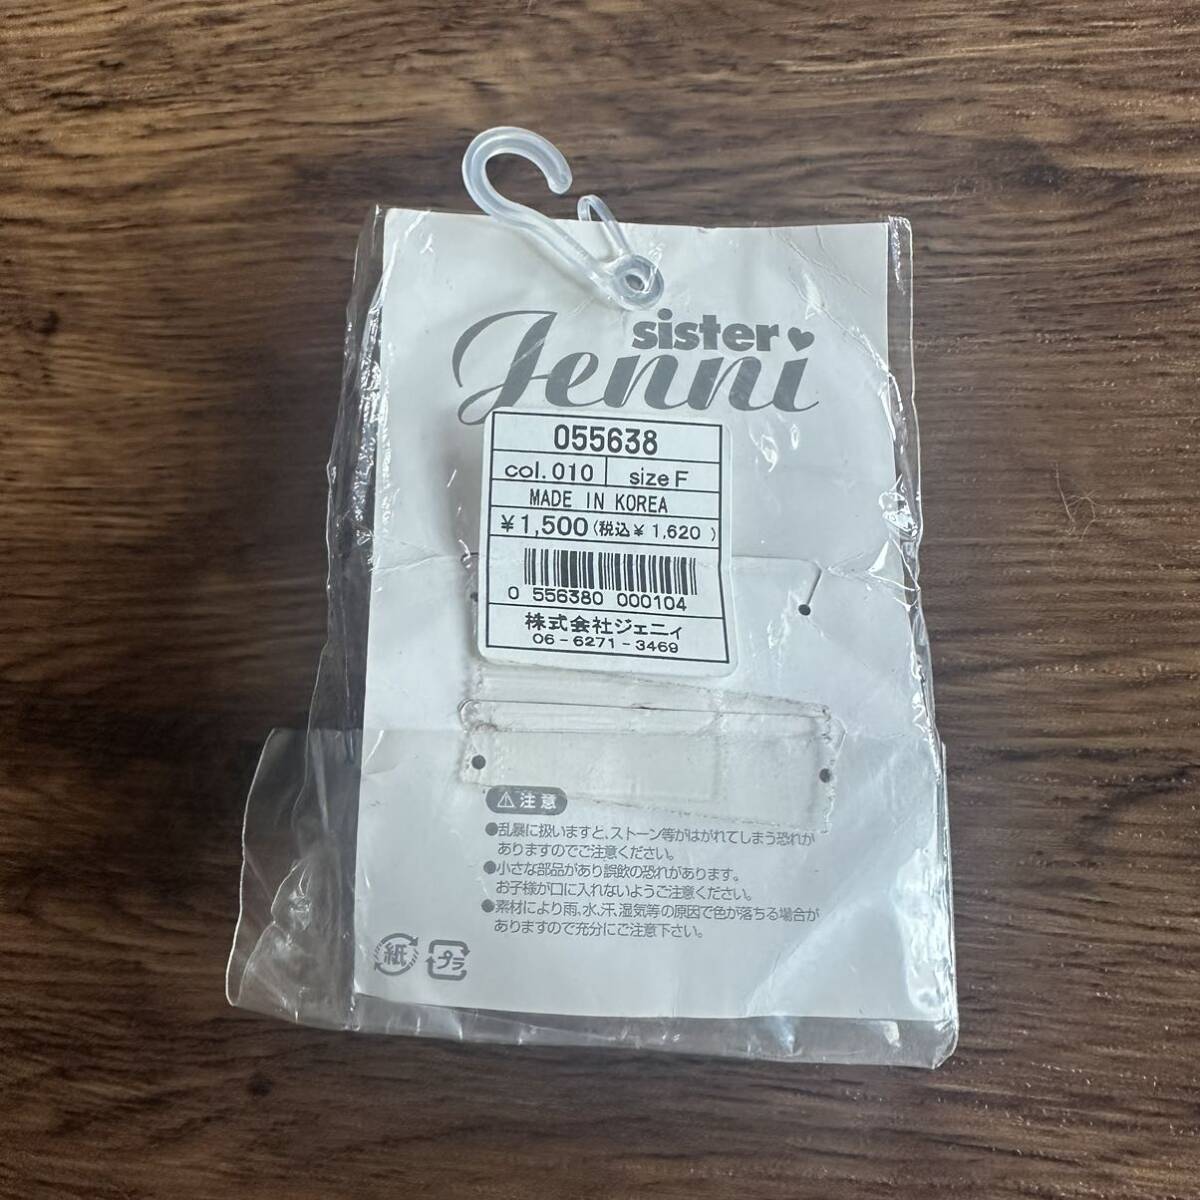 sister♥
Jenni
055638
col.010 size F
MADE IN KOREA
¥1,500(税込¥ 1,620 )
0 556380 000104
株式会社ジェニィ
06-6271-3469
⚠注意
●乱暴に扱いますと、ストーン等がはがれてしまう恐れが
ありますのでご注意ください。
●小さな部品があり誤飲の恐れがあります。
お子様が口に入れないようご注意ください。
●素材により雨、水、汗、湿気等の原因で色が落ちる場合が
ありますので充分にご注意下さい。
紙 プラ